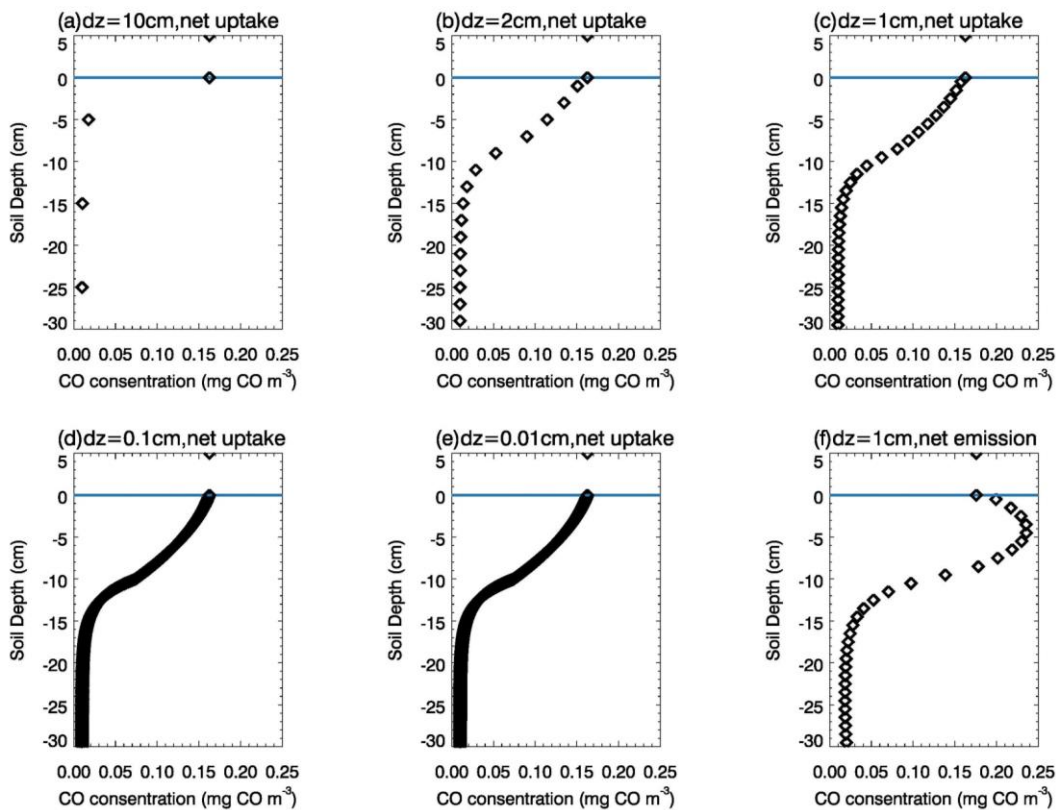 (a)dz=10cm,net uptake
5
0
-5
-10
-15
-20
-25
-30
Soil Depth (cm)
0.00 0.05 0.10 0.15 0.20 0.25
CO consentration (mg CO m⁻³)
(b)dz=2cm,net uptake
5
0
-5
-10
-15
-20
-25
-30
Soil Depth (cm)
0.00 0.05 0.10 0.15 0.20 0.25
CO consentration (mg CO m⁻³)
(c)dz=1cm,net uptake
5
0
-5
-10
-15
-20
-25
-30
Soil Depth (cm)
0.00 0.05 0.10 0.15 0.20 0.25
CO consentration (mg CO m⁻³)
(d)dz=0.1cm,net uptake
5
0
-5
-10
-15
-20
-25
-30
Soil Depth (cm)
0.00 0.05 0.10 0.15 0.20 0.25
CO consentration (mg CO m⁻³)
(e)dz=0.01cm,net uptake
5
0
-5
-10
-15
-20
-25
-30
Soil Depth (cm)
0.00 0.05 0.10 0.15 0.20 0.25
CO consentration (mg CO m⁻³)
(f)dz=1cm,net emission
5
0
-5
-10
-15
-20
-25
-30
Soil Depth (cm)
0.00 0.05 0.10 0.15 0.20 0.25
CO consentration (mg CO m⁻³)